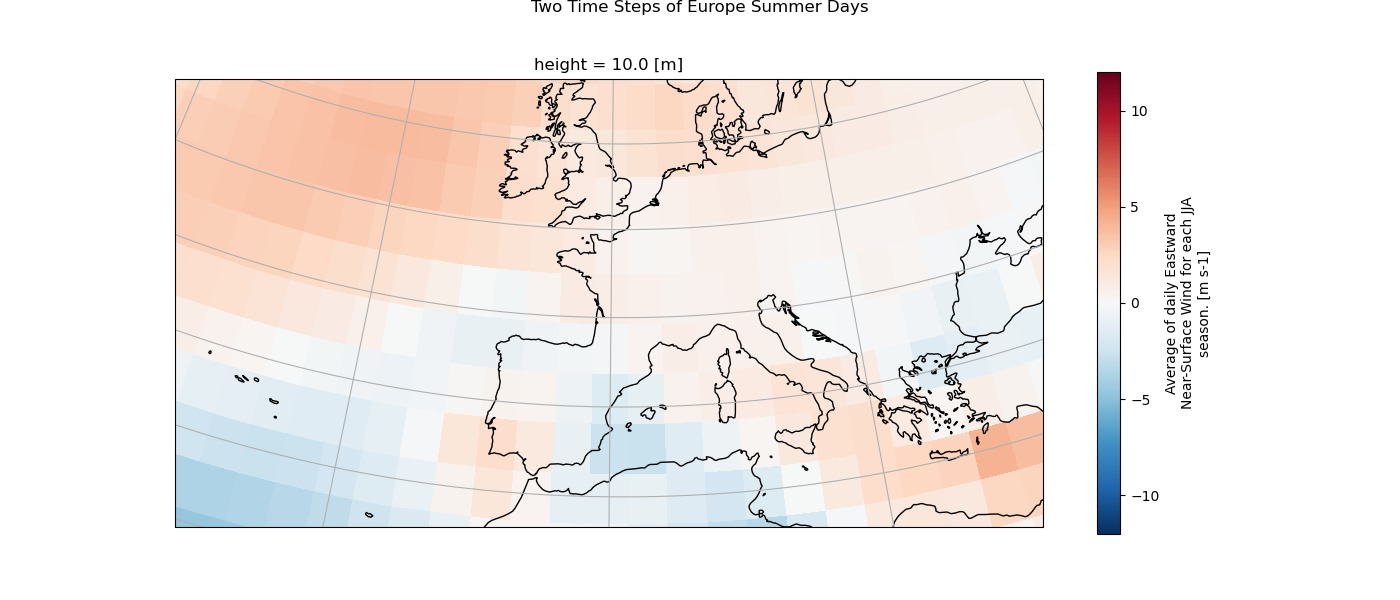 Two Time Steps of Europe Summer Days
height = 10.0 [m]
10
5
0
−5
−10
Average of daily Eastward
Near-Surface Wind for each JJA
season. [m s-1]